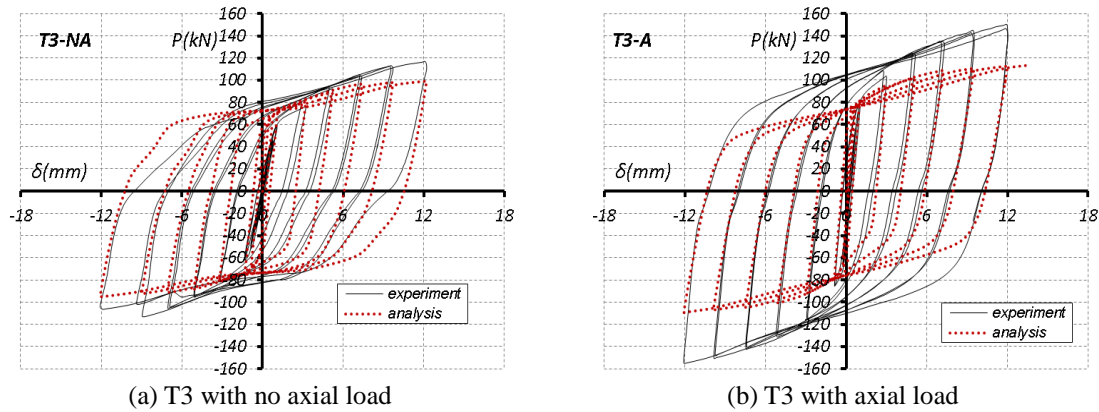 T3-NA
P(kN)
160
140
120
100
80
60
40
20
0
-20
-40
-60
-80
-100
-120
-140
-160
δ(mm)
-18 -12 -6 0 6 12 18
experiment
analysis
(a) T3 with no axial load
T3-A
P(kN)
160
140
120
100
80
60
40
20
0
-20
-40
-60
-80
-100
-120
-140
-160
δ(mm)
-18 -12 -6 0 6 12 18
experiment
analysis
(b) T3 with axial load